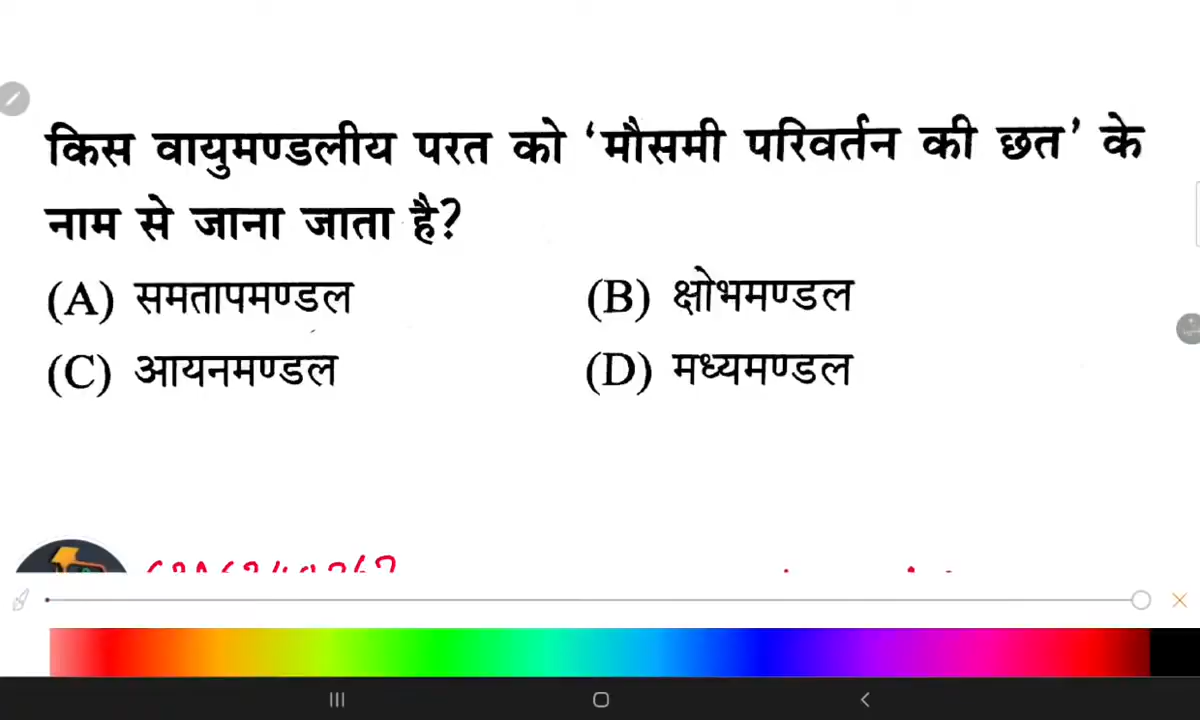 किस वायुमण्डलीय परत को ‘मौसमी परिवर्तन की छत’ के
नाम से जाना जाता है?
(A) समतापमण्डल (B) क्षोभमण्डल
(C) आयनमण्डल (D) मध्यमण्डल